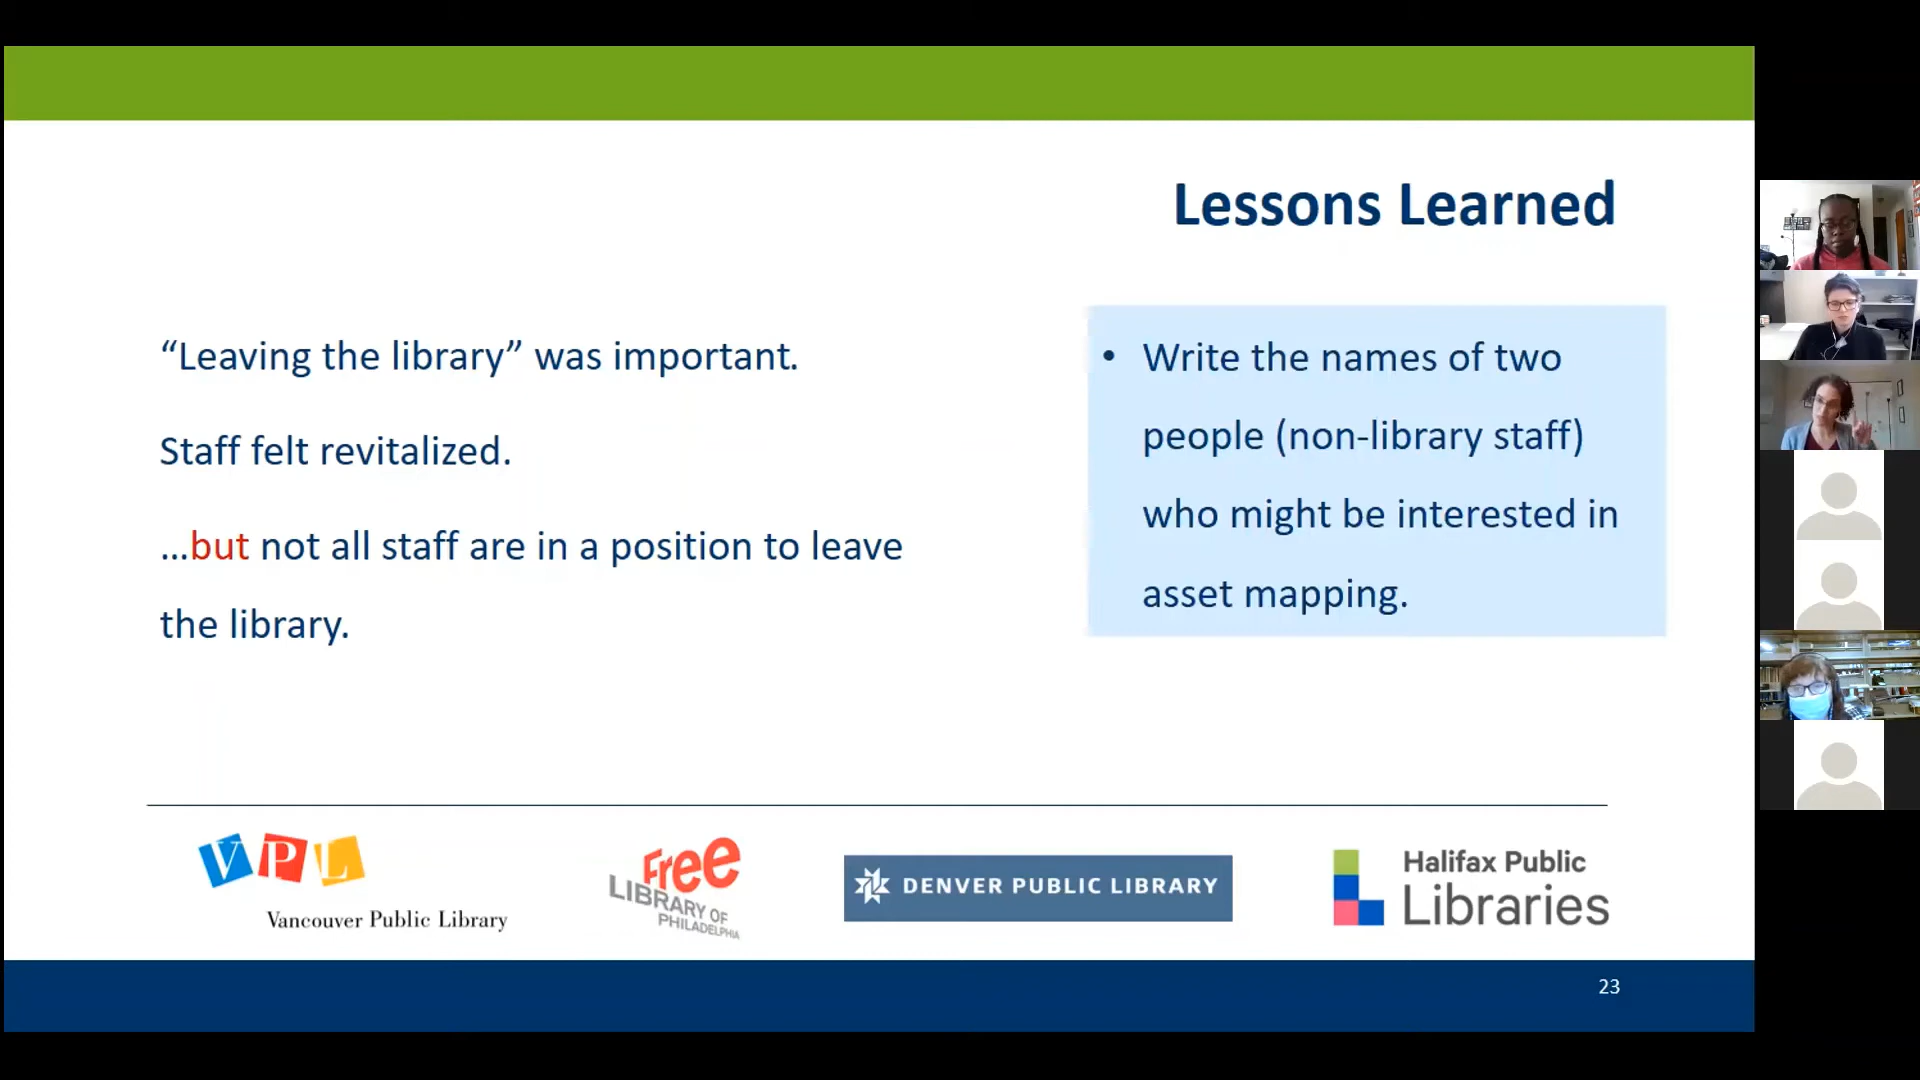 Lessons Learned
“Leaving the library” was important.
Staff felt revitalized.
...but not all staff are in a position to leave
the library.
• Write the names of two
people (non-library staff)
who might be interested in
asset mapping.
VPL
Vancouver Public Library
Free
LIBRARY OF
PHILADELPHIA
DENVER PUBLIC LIBRARY
Halifax Public
Libraries
23